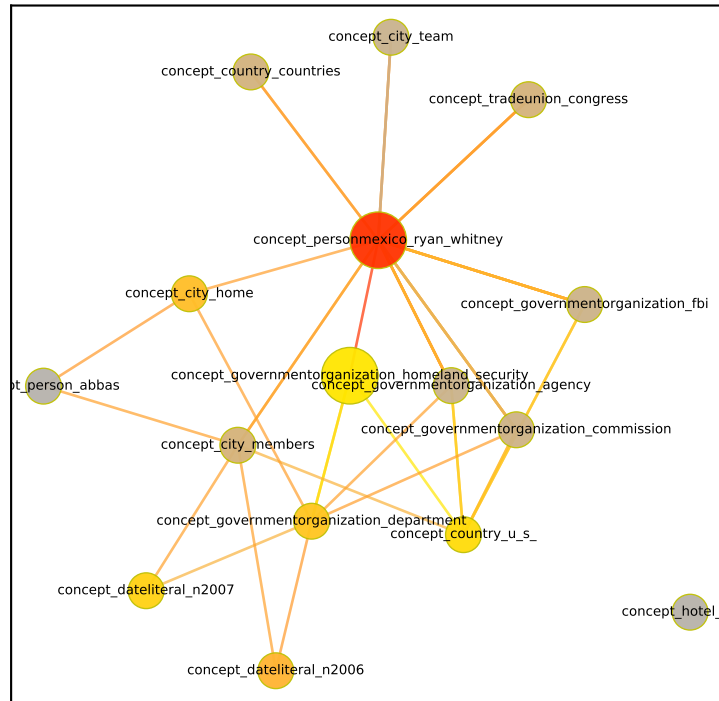 concept_city_team
concept_country_countries
concept_tradeunion_congress
concept_personmexico_ryan_whitney
concept_city_home
concept_governmentorganization_fbi
concept_governmentorganization_homeland_security
pt_person_abbas
concept_governmentorganization_agency
concept_governmentorganization_commission
concept_city_members
concept_governmentorganization_department
concept_country_u_s_
concept_dateliteral_n2007
concept_hotel_
concept_dateliteral_n2006